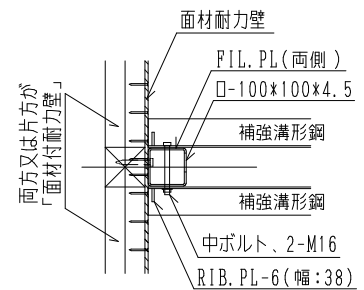 面材耐力壁
FIL.PL(両側)
□-100*100*4.5
補強溝形鋼
両方又は片方が
「面材付耐力壁」
補強溝形鋼
中ボルト、2-M16
RIB.PL-6(幅:38)